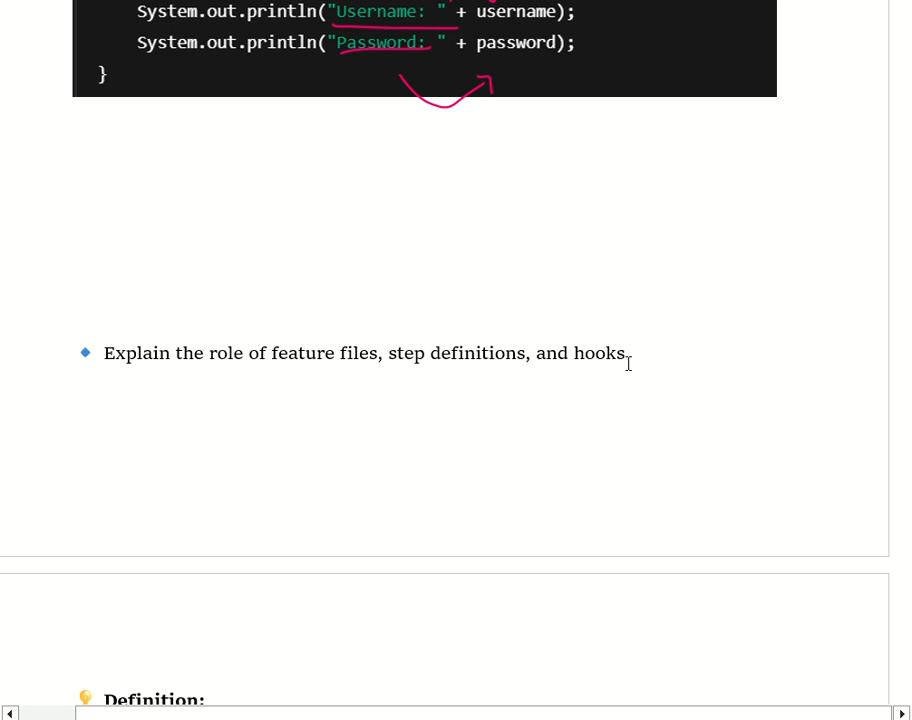 System.out.println("Username: " + username);
System.out.println("Password: " + password);
}
Explain the role of feature files, step definitions, and hooks.
Definition: